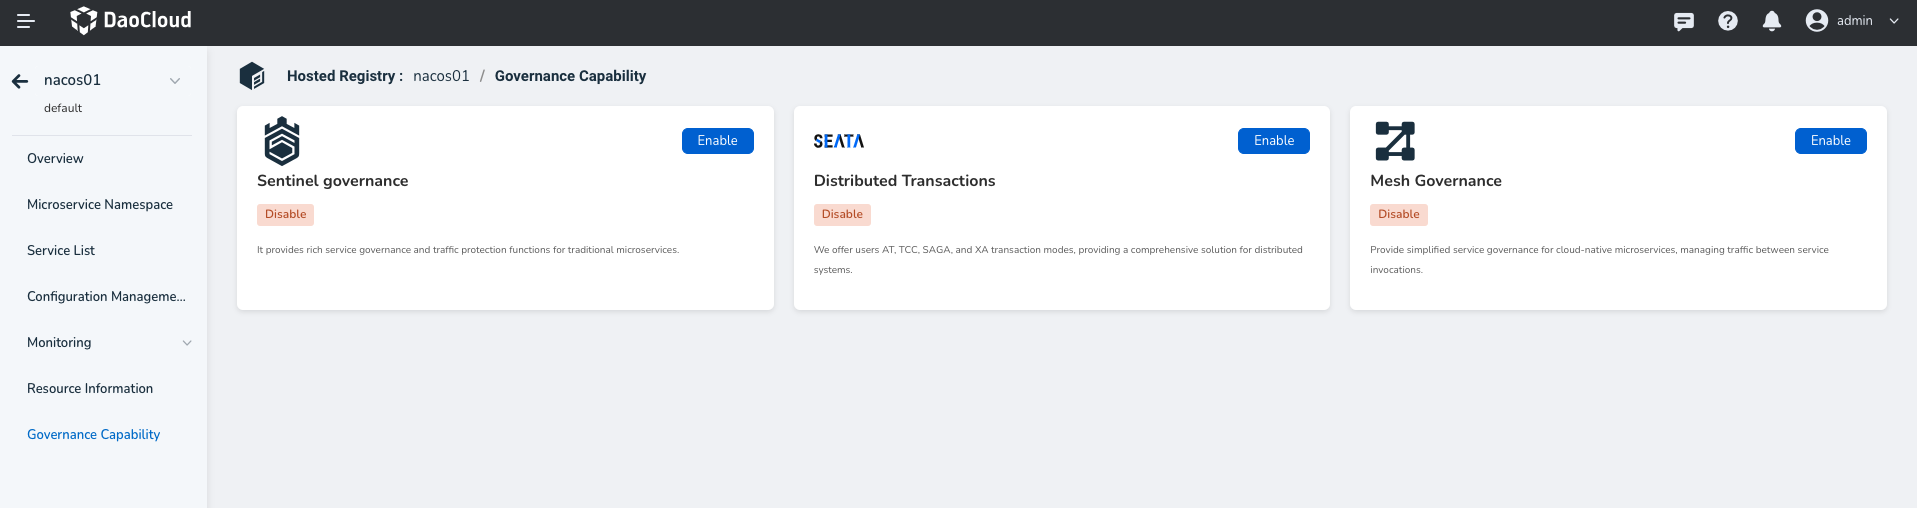 DaoCloud
admin
nacos01
default
Overview
Microservice Namespace
Service List
Configuration Manageme...
Monitoring
Resource Information
Governance Capability
Hosted Registry : nacos01 / Governance Capability
Enable
Sentinel governance
Disable
It provides rich service governance and traffic protection functions for traditional microservices.
SEATA
Enable
Distributed Transactions
Disable
We offer users AT, TCC, SAGA, and XA transaction modes, providing a comprehensive solution for distributed
systems.
Enable
Mesh Governance
Disable
Provide simplified service governance for cloud-native microservices, managing traffic between service
invocations.